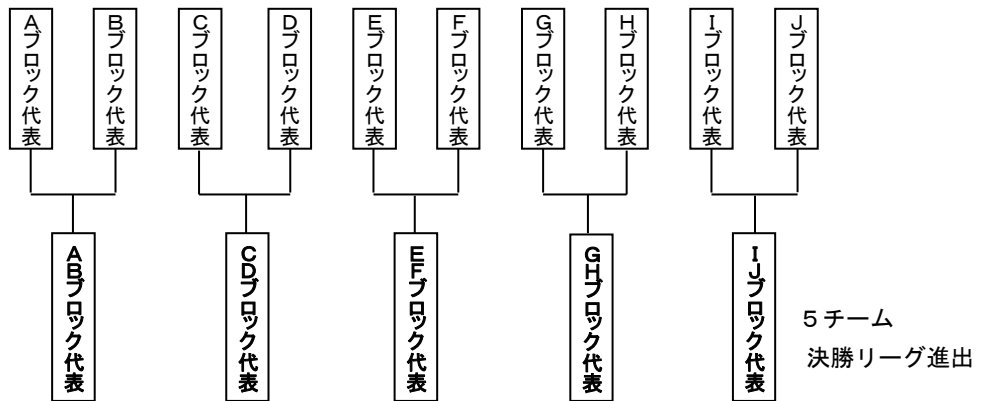 Aブロック代表
Bブロック代表
Cブロック代表
Dブロック代表
Eブロック代表
Fブロック代表
Gブロック代表
Hブロック代表
Iブロック代表
Jブロック代表
ABブロック代表
CDブロック代表
EFブロック代表
GHブロック代表
IJブロック代表
5チーム
決勝リーグ進出